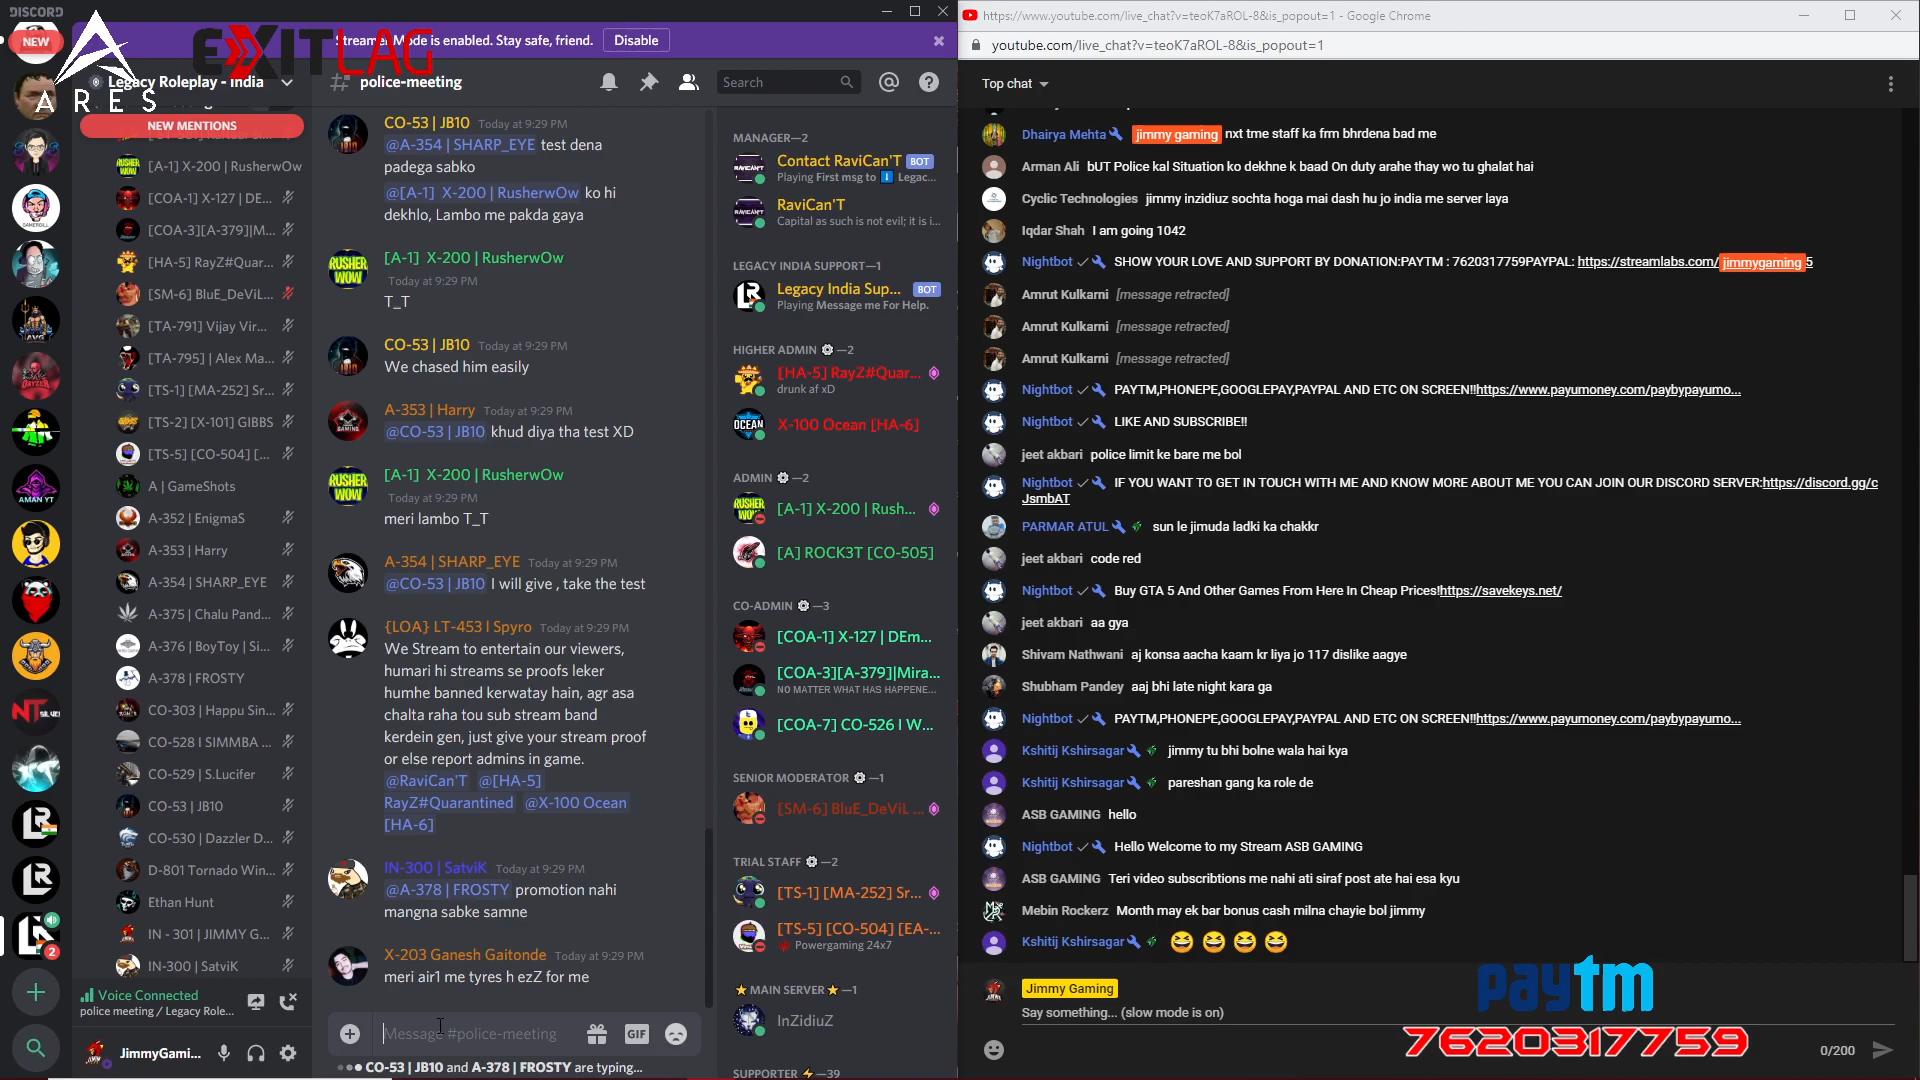 DISCORD
NEW
ARES
EXITLAG
Streamer Mode is enabled. Stay safe, friend.
Disable
Legacy Roleplay - India
NEW MENTIONS
[A-1] X-200 | RusherwOw
[COA-1] X-127 | DE...
[COA-3][A-379]|M...
[HA-5] RayZ#Quar...
[SM-6] BluE_DeViL...
[TA-791] Vijay Vir...
[TA-795] | Alex Ma...
[TS-1] [MA-252] Sr...
[TS-2] [X-101] GIBBS
[TS-5] [CO-504] [...
A | GameShots
A-352 | EnigmaS
A-353 | Harry
A-354 | SHARP_EYE
A-375 | Chalu Pand...
A-376 | BoyToy | Si...
A-378 | FROSTY
CO-303 | Happu Sin...
CO-528 | SIMMBA ...
CO-529 | S.Lucifer
CO-53 | JB10
CO-530 | Dazzler D...
D-801 Tornado Win...
Ethan Hunt
IN - 301 | JIMMY G...
IN-300 | SatviK
2
Voice Connected
police meeting / Legacy Role...
JimmyGami...
# police-meeting
Search
CO-53 | JB10 Today at 9:29 PM
@A-354 | SHARP_EYE test dena
padega sabko
@[A-1] X-200 | RusherwOw ko hi
dekhlo, Lambo me pakda gaya
[A-1] X-200 | RusherwOw
Today at 9:29 PM
T_T
CO-53 | JB10 Today at 9:29 PM
We chased him easily
A-353 | Harry Today at 9:29 PM
@CO-53 | JB10 khud diya tha test XD
[A-1] X-200 | RusherwOw
Today at 9:29 PM
meri lambo T_T
A-354 | SHARP_EYE Today at 9:29 PM
@CO-53 | JB10 I will give , take the test
{LOA} LT-453 l Spyro Today at 9:29 PM
We Stream to entertain our viewers,
humari hi streams se proofs leker
humhe banned kerwatay hain, agr asa
chalta raha tou sub stream band
kerdein gen, just give your stream proof
or else report admins in game.
@RaviCan'T @[HA-5]
RayZ#Quarantined @X-100 Ocean
[HA-6]
IN-300 | SatviK Today at 9:29 PM
@A-378 | FROSTY promotion nahi
mangna sabke samne
X-203 Ganesh Gaitonde Today at 9:29 PM
meri air1 me tyres h ezZ for me
Message #police-meeting
GIF
CO-53 | JB10 and A-378 | FROSTY are typing...
MANAGER—2
Contact RaviCan'T BOT
Playing First msg to Legac...
RaviCan'T
Capital as such is not evil; it is i...
LEGACY INDIA SUPPORT—1
Legacy India Sup... BOT
Playing Message me For Help.
HIGHER ADMIN —2
[HA-5] RayZ#Quar...
drunk af xD
X-100 Ocean [HA-6]
ADMIN —2
[A-1] X-200 | Rush...
[A] ROCK3T [CO-505]
CO-ADMIN —3
[COA-1] X-127 | DEm...
[COA-3][A-379]|Mira...
NO MATTER WHAT HAS HAPPENE...
[COA-7] CO-526 I W...
SENIOR MODERATOR —1
[SM-6] BluE_DeViL ...
TRIAL STAFF —2
[TS-1] [MA-252] Sr...
[TS-5] [CO-504] [EA-...
Powergaming 24x7
MAIN SERVER —1
InZidiuZ
SUPPORTER —39
https://www.youtube.com/live_chat?v=teoK7aROL-8&is_popout=1 - Google Chrome
youtube.com/live_chat?v=teoK7aROL-8&is_popout=1
Top chat
Dhairya Mehta jimmy gaming nxt tme staff ka frm bhrdena bad me
Arman Ali bUT Police kal Situation ko dekhne k baad On duty arahe thay wo tu ghalat hai
Cyclic Technologies jimmy inzidiuz sochta hoga mai dash hu jo india me server laya
Iqdar Shah I am going 1042
Nightbot SHOW YOUR LOVE AND SUPPORT BY DONATION:PAYTM : 7620317759PAYPAL: https://streamlabs.com/jimmygaming5
Amrut Kulkarni [message retracted]
Amrut Kulkarni [message retracted]
Amrut Kulkarni [message retracted]
Nightbot PAYTM,PHONEPE,GOOGLEPAY,PAYPAL AND ETC ON SCREEN!!https://www.payumoney.com/paybypayumo...
Nightbot LIKE AND SUBSCRIBE!!
jeet akbari police limit ke bare me bol
Nightbot IF YOU WANT TO GET IN TOUCH WITH ME AND KNOW MORE ABOUT ME YOU CAN JOIN OUR DISCORD SERVER:https://discord.gg/c
JsmbAT
PARMAR ATUL sun le jimuda ladki ka chakkr
jeet akbari code red
Nightbot Buy GTA 5 And Other Games From Here In Cheap Prices!https://savekeys.net/
jeet akbari aa gya
Shivam Nathwani aj konsa aacha kaam kr liya jo 117 dislike aagye
Shubham Pandey aaj bhi late night kara ga
Nightbot PAYTM,PHONEPE,GOOGLEPAY,PAYPAL AND ETC ON SCREEN!!https://www.payumoney.com/paybypayumo...
Kshitij Kshirsagar jimmy tu bhi bolne wala hai kya
Kshitij Kshirsagar pareshan gang ka role de
ASB GAMING hello
Nightbot Hello Welcome to my Stream ASB GAMING
ASB GAMING Teri video subscribtions me nahi ati siraf post ate hai esa kyu
Mebin Rockerz Month may ek bar bonus cash milna chayie bol jimmy
Kshitij Kshirsagar
Jimmy Gaming
Say something... (slow mode is on)
0/200
paytm
7620317759